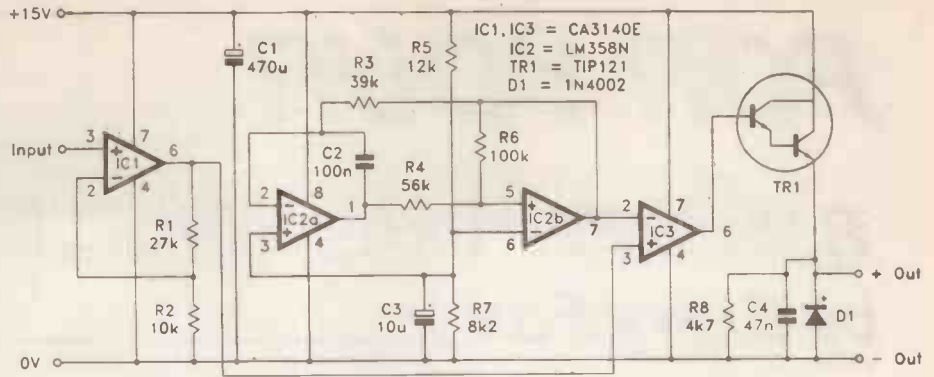 +15V
IC1, IC3 = CA3140E
IC2 = LM358N
TR1 = TIP121
D1 = 1N4002
C1
470u
R5
12k
R3
39k
R6
100k
C2
100n
R4
56k
TR1
Input
3
7
6
+
IC1
-
2
4
2
8
-
IC2a
1
+
3
4
5
+
IC2b
7
-
6
2
7
-
IC3
6
+
3
4
R1
27k
R2
10k
C3
10u
R7
8k2
R8
4k7
C4
47n
+
D1
+ Out
0V
- Out